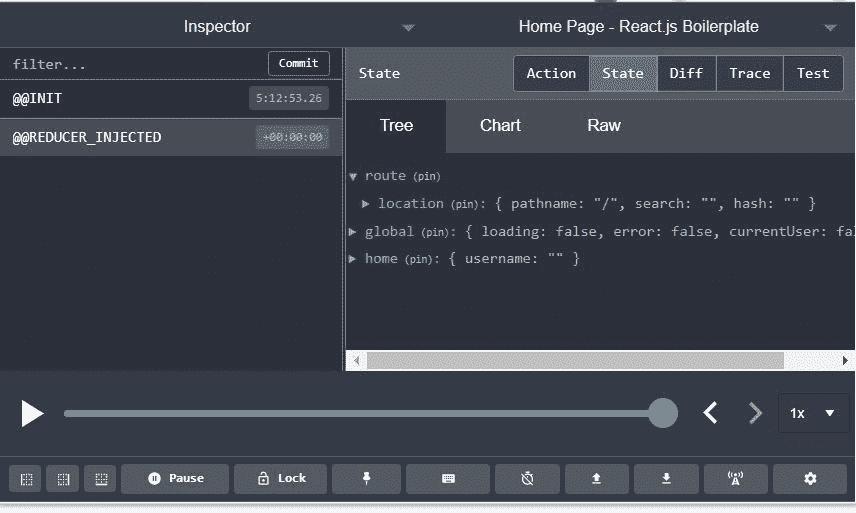 Inspector Home Page - React.js Boilerplate
filter... Commit
State Action State Diff Trace Test
@@INIT 5:12:53.26
@@REDUCER_INJECTED +00:00:00
Tree Chart Raw
route (pin)
location (pin): { pathname: "/", search: "", hash: "" }
global (pin): { loading: false, error: false, currentUser: fal
home (pin): { username: "" }
1x
Pause Lock